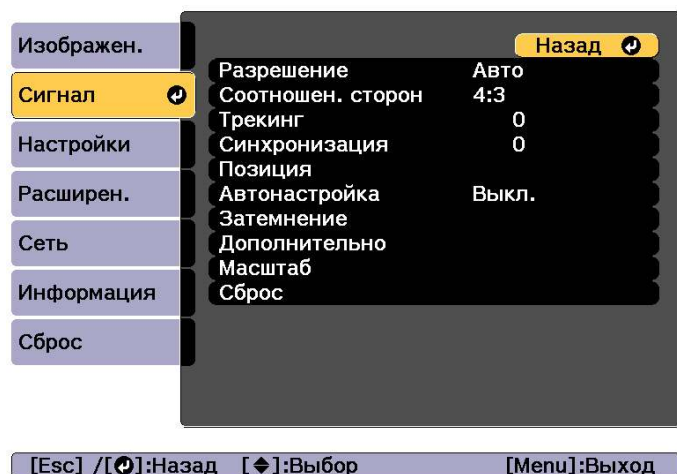 Изображен.
Сигнал
Настройки
Расширен.
Сеть
Информация
Сброс
Назад
Разрешение Авто
Соотношен. сторон 4:3
Трекинг 0
Синхронизация 0
Позиция
Автонастройка Выкл.
Затемнение
Дополнительно
Масштаб
Сброс
[Esc] /[⏎]:Назад [◆]:Выбор [Menu]:Выход